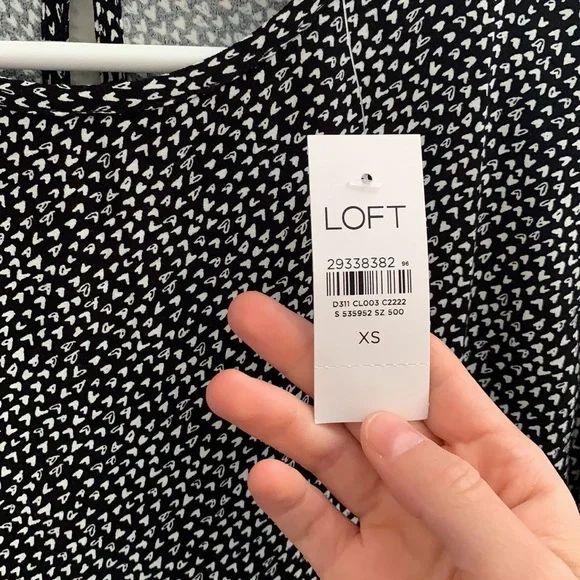 LOFT
29338382 96
D311 CL003 C2222
S 535952 SZ 500
XS